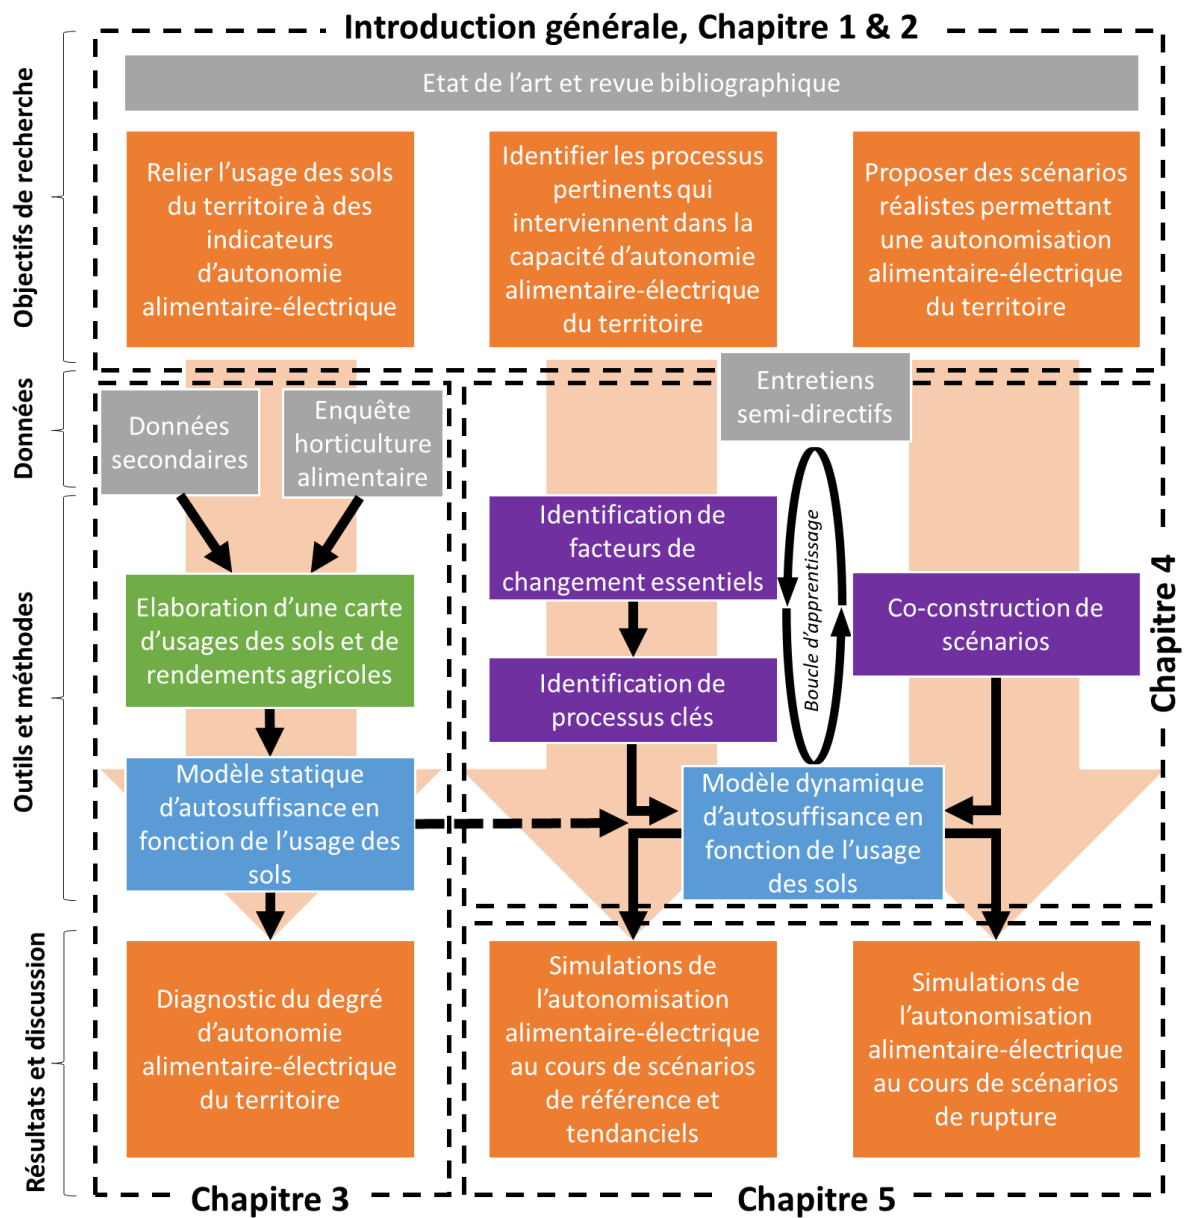 Introduction générale, Chapitre 1 & 2
Objectifs de recherche
Etat de l’art et revue bibliographique
Relier l’usage des sols
du territoire à des
indicateurs
d’autonomie
alimentaire-électrique
Identifier les processus
pertinents qui
interviennent dans la
capacité d’autonomie
alimentaire-électrique
du territoire
Proposer des scénarios
réalistes permettant
une autonomisation
alimentaire-électrique
du territoire
Données
Données
secondaires
Enquête
horticulture
alimentaire
Entretiens
semi-directifs
Outils et méthodes
Elaboration d’une carte
d’usages des sols et de
rendements agricoles
Modèle statique
d’autosuffisance en
fonction de l’usage des
sols
Identification de
facteurs de
changement essentiels
Identification de
processus clés
Boucle d’apprentissage
Co-construction de
scénarios
Modèle dynamique
d’autosuffisance en
fonction de l’usage
des sols
Chapitre 4
Résultats et discussion
Diagnostic du degré
d’autonomie
alimentaire-électrique
du territoire
Simulations de
l’autonomisation
alimentaire-électrique
au cours de scénarios
de référence et
tendanciels
Simulations de
l’autonomisation
alimentaire-électrique
au cours de scénarios
de rupture
Chapitre 3
Chapitre 5